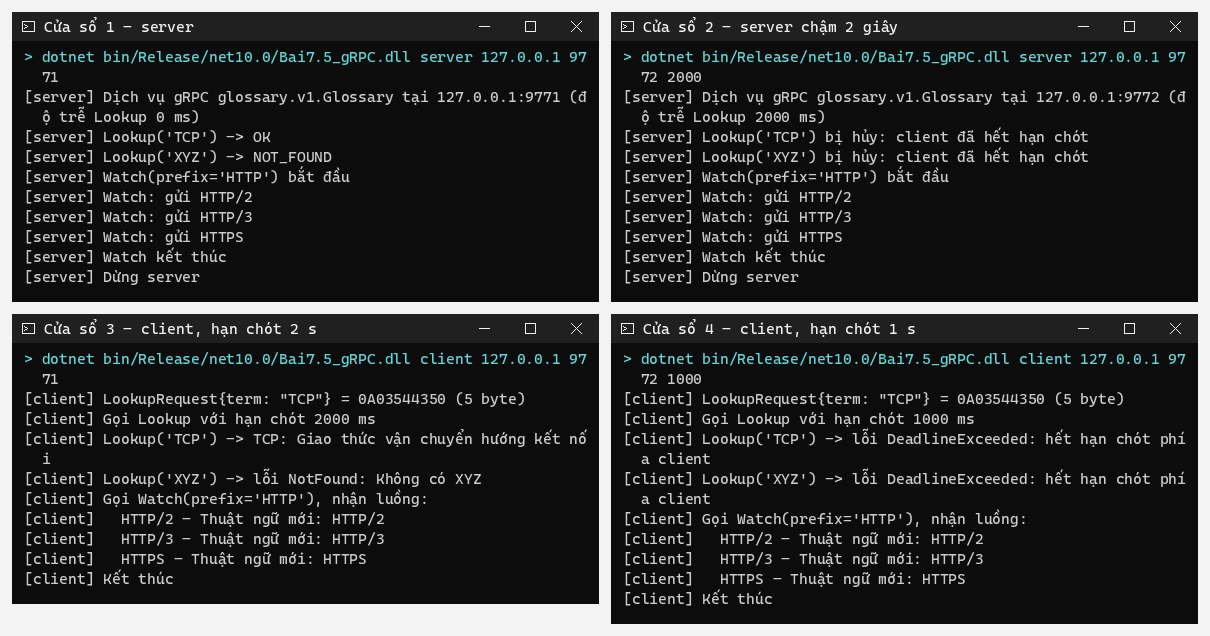 Cửa sổ 1 – server
> dotnet bin/Release/net10.0/Bai7.5_gRPC.dll server 127.0.0.1 97
71
[server] Dịch vụ gRPC glossary.v1.Glossary tại 127.0.0.1:9771 (đ
ộ trễ Lookup 0 ms)
[server] Lookup('TCP') -> OK
[server] Lookup('XYZ') -> NOT_FOUND
[server] Watch(prefix='HTTP') bắt đầu
[server] Watch: gửi HTTP/2
[server] Watch: gửi HTTP/3
[server] Watch: gửi HTTPS
[server] Watch kết thúc
[server] Dừng server
Cửa sổ 2 – server chậm 2 giây
> dotnet bin/Release/net10.0/Bai7.5_gRPC.dll server 127.0.0.1 97
72 2000
[server] Dịch vụ gRPC glossary.v1.Glossary tại 127.0.0.1:9772 (đ
ộ trễ Lookup 2000 ms)
[server] Lookup('TCP') bị hủy: client đã hết hạn chót
[server] Lookup('XYZ') bị hủy: client đã hết hạn chót
[server] Watch(prefix='HTTP') bắt đầu
[server] Watch: gửi HTTP/2
[server] Watch: gửi HTTP/3
[server] Watch: gửi HTTPS
[server] Watch kết thúc
[server] Dừng server
Cửa sổ 3 – client, hạn chót 2 s
> dotnet bin/Release/net10.0/Bai7.5_gRPC.dll client 127.0.0.1 97
71
[client] LookupRequest{term: "TCP"} = 0A03544350 (5 byte)
[client] Gọi Lookup với hạn chót 2000 ms
[client] Lookup('TCP') -> TCP: Giao thức vận chuyển hướng kết nố
i
[client] Lookup('XYZ') -> lỗi NotFound: Không có XYZ
[client] Gọi Watch(prefix='HTTP'), nhận luồng:
[client]   HTTP/2 – Thuật ngữ mới: HTTP/2
[client]   HTTP/3 – Thuật ngữ mới: HTTP/3
[client]   HTTPS – Thuật ngữ mới: HTTPS
[client] Kết thúc
Cửa sổ 4 – client, hạn chót 1 s
> dotnet bin/Release/net10.0/Bai7.5_gRPC.dll client 127.0.0.1 97
72 1000
[client] LookupRequest{term: "TCP"} = 0A03544350 (5 byte)
[client] Gọi Lookup với hạn chót 1000 ms
[client] Lookup('TCP') -> lỗi DeadlineExceeded: hết hạn chót phí
a client
[client] Lookup('XYZ') -> lỗi DeadlineExceeded: hết hạn chót phí
a client
[client] Gọi Watch(prefix='HTTP'), nhận luồng:
[client]   HTTP/2 – Thuật ngữ mới: HTTP/2
[client]   HTTP/3 – Thuật ngữ mới: HTTP/3
[client]   HTTPS – Thuật ngữ mới: HTTPS
[client] Kết thúc